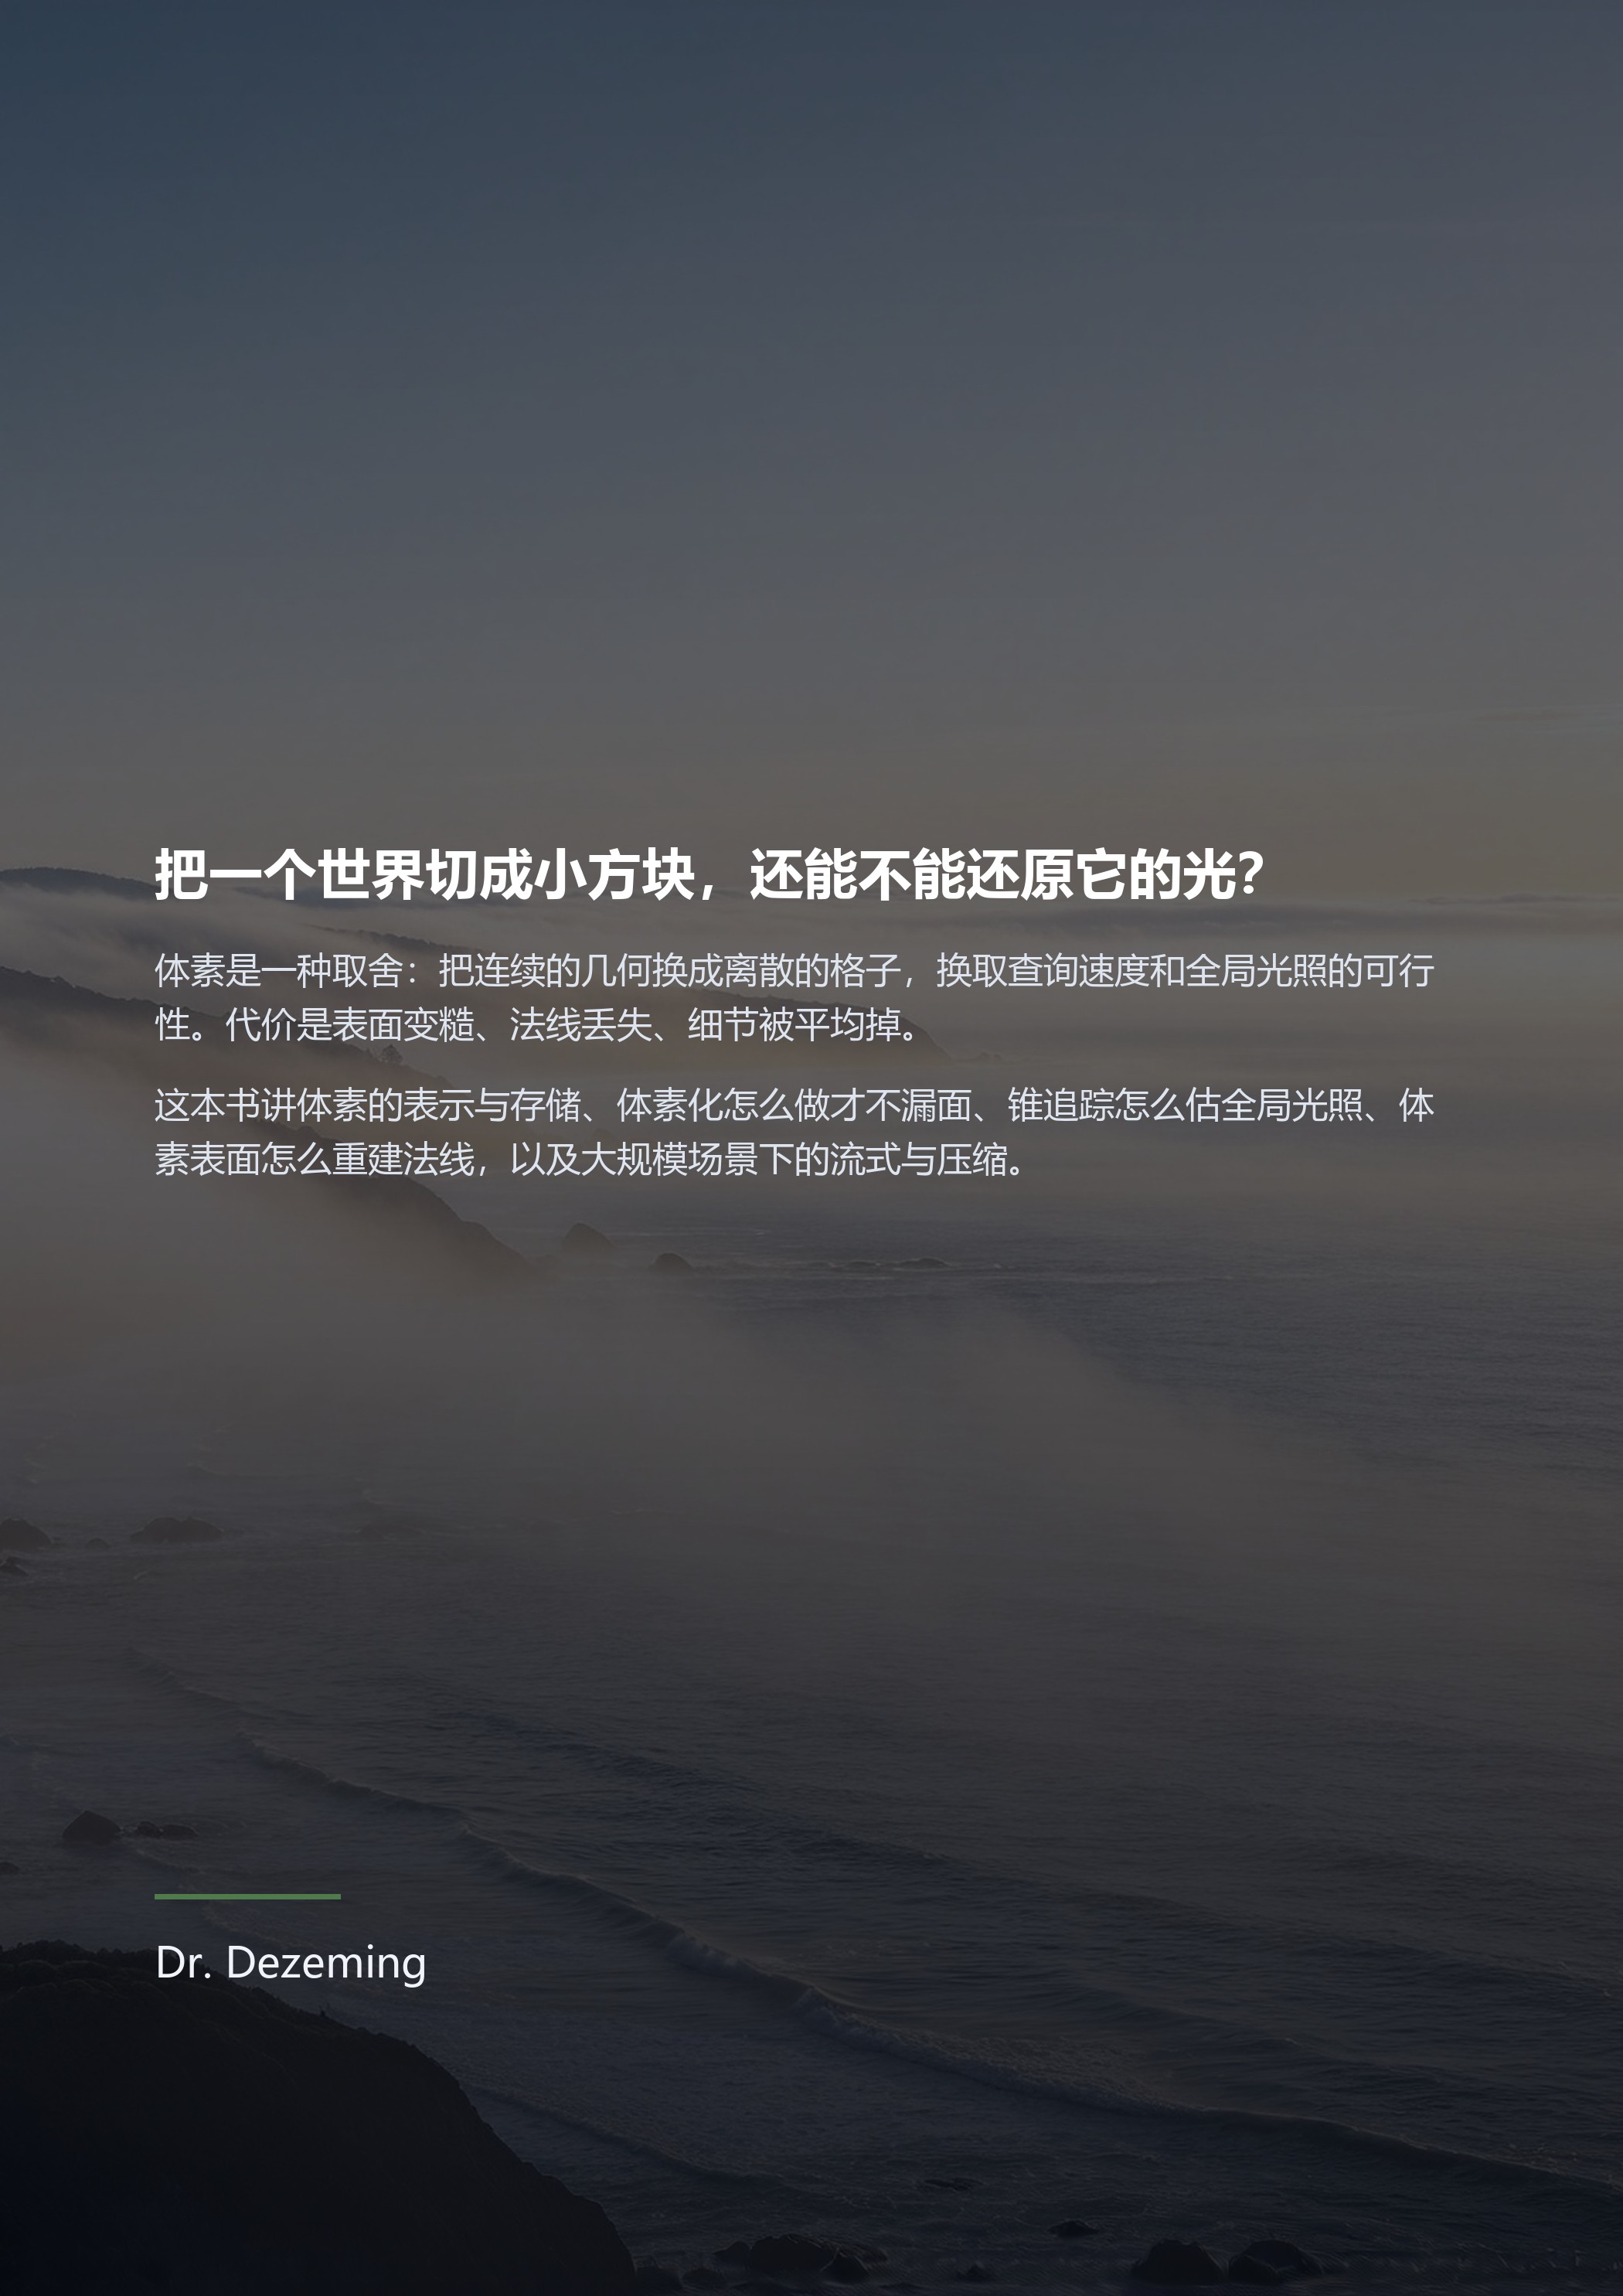 把一个世界切成小方块，还能不能还原它的光？
体素是一种取舍：把连续的几何换成离散的格子，换取查询速度和全局光照的可行
性。代价是表面变糙、法线丢失、细节被平均掉。
这本书讲体素的表示与存储、体素化怎么做才不漏面、锥追踪怎么估全局光照、体
素表面怎么重建法线，以及大规模场景下的流式与压缩。
Dr. Dezeming